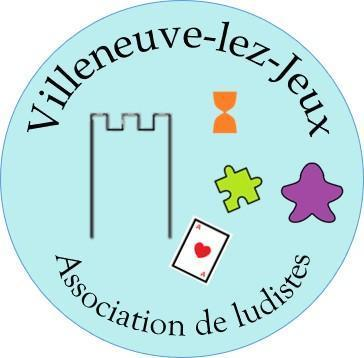 Villeneuve-lez-Jeux
A
A
Association de ludistes